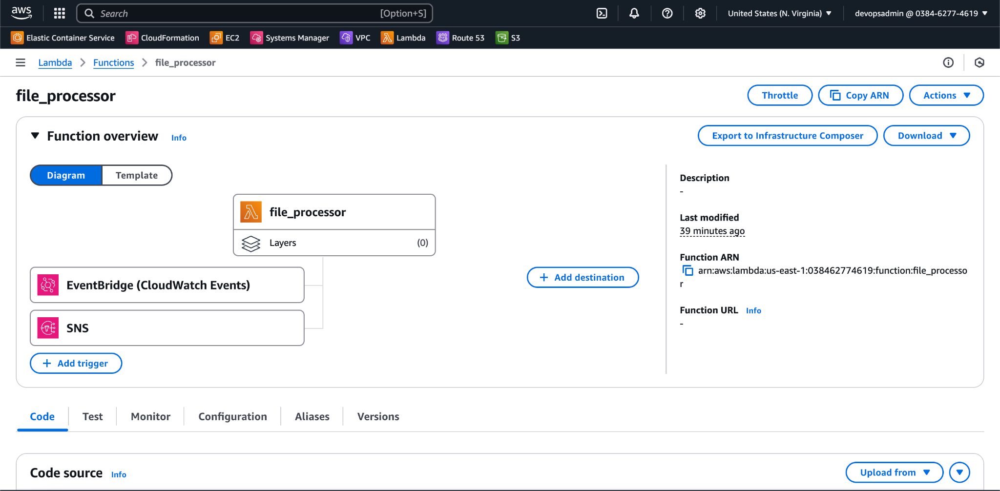 aws
Search [Option+S]
United States (N. Virginia)
devopsadmin @ 0384-6277-4619
Elastic Container Service
CloudFormation
EC2
Systems Manager
VPC
Lambda
Route 53
S3
Lambda
Functions
file_processor
file_processor
Throttle
Copy ARN
Actions
Function overview Info
Export to Infrastructure Composer
Download
Diagram
Template
file_processor
Layers (0)
EventBridge (CloudWatch Events)
SNS
Add trigger
Add destination
Description
-
Last modified
39 minutes ago
Function ARN
arn:aws:lambda:us-east-1:038462774619:function:file_processo
r
Function URL Info
-
Code
Test
Monitor
Configuration
Aliases
Versions
Code source Info
Upload from